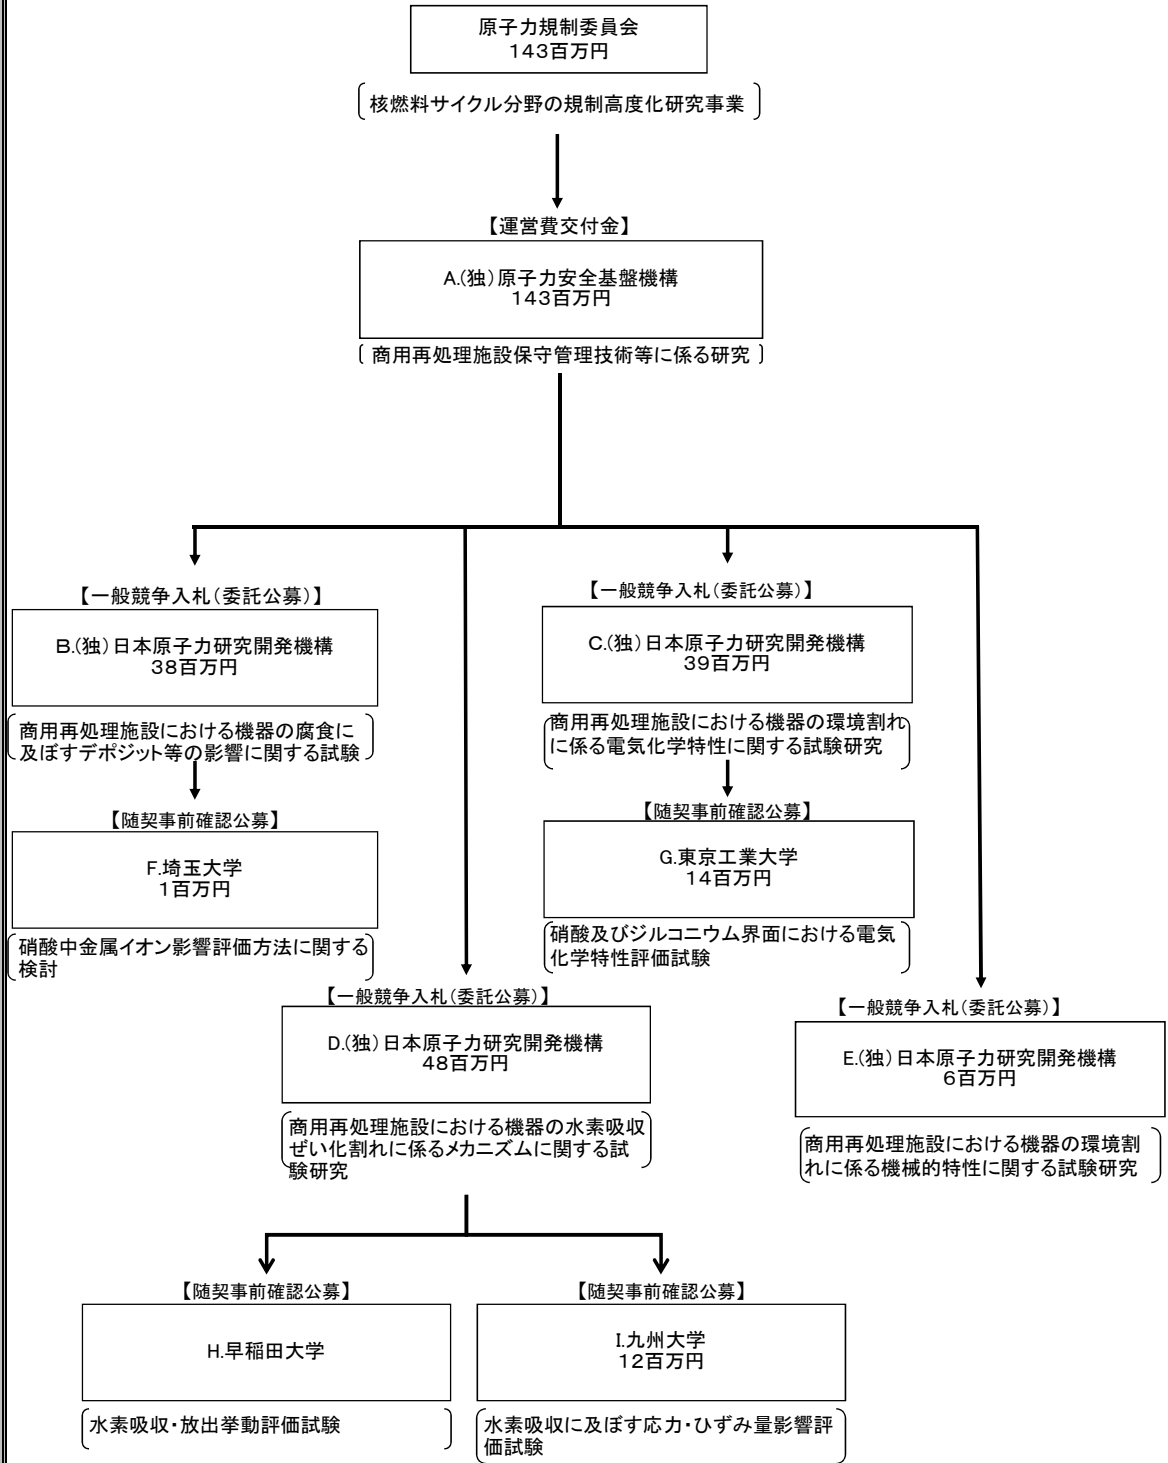 原子力規制委員会
143百万円
核燃料サイクル分野の規制高度化研究事業
【運営費交付金】
A.(独)原子力安全基盤機構
143百万円
商用再処理施設保守管理技術等に係る研究
【一般競争入札(委託公募)】
B.(独)日本原子力研究開発機構
38百万円
商用再処理施設における機器の腐食に
及ぼすデポジット等の影響に関する試験
【随契事前確認公募】
F.埼玉大学
1百万円
硝酸中金属イオン影響評価方法に関する
検討
【一般競争入札(委託公募)】
C.(独)日本原子力研究開発機構
39百万円
商用再処理施設における機器の環境割れ
に係る電気化学特性に関する試験研究
【随契事前確認公募】
G.東京工業大学
14百万円
硝酸及びジルコニウム界面における電気
化学特性評価試験
【一般競争入札(委託公募)】
D.(独)日本原子力研究開発機構
48百万円
商用再処理施設における機器の水素吸収
ぜい化割れに係るメカニズムに関する試
験研究
【一般競争入札(委託公募)】
E.(独)日本原子力研究開発機構
6百万円
商用再処理施設における機器の環境割
れに係る機械的特性に関する試験研究
【随契事前確認公募】
H.早稲田大学
水素吸収・放出挙動評価試験
【随契事前確認公募】
I.九州大学
12百万円
水素吸収に及ぼす応力・ひずみ量影響評
価試験